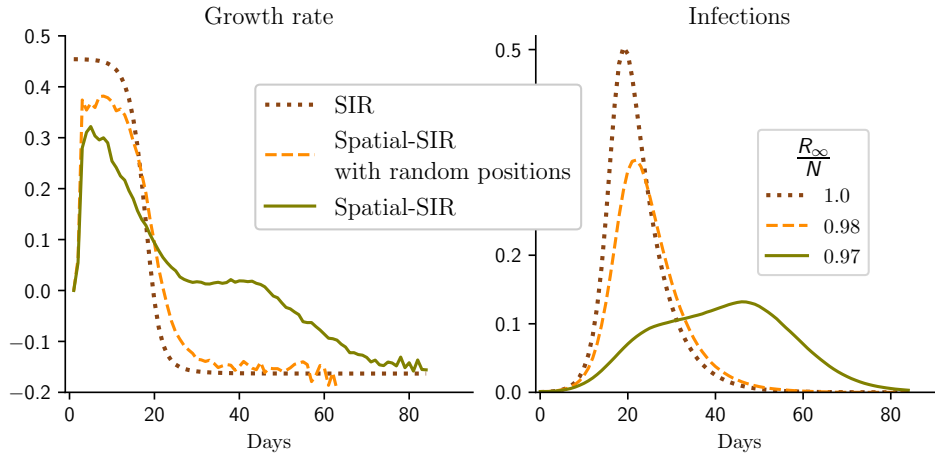 Growth rate
0.5
0.4
0.3
0.2
0.1
0.0
−0.1
−0.2
0
20
40
60
80
Days
SIR
Spatial-SIR
with random positions
Spatial-SIR
Infections
0.5
0.2
0.1
0.0
0
20
40
60
80
Days
R∞
N
1.0
0.98
0.97